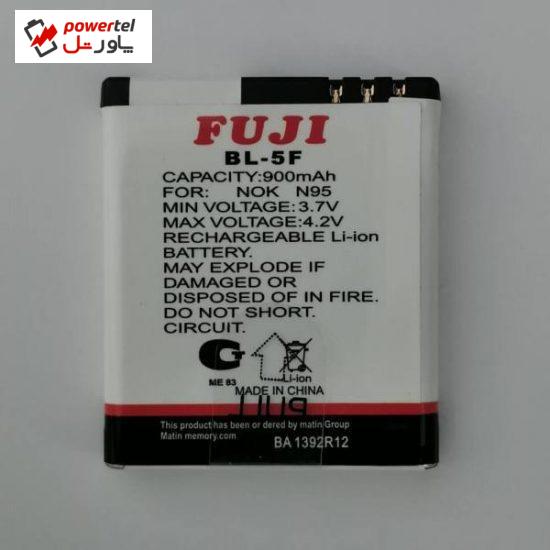 powertel
پاورتل
FUJI
BL-5F
CAPACITY:900mAh
FOR: NOK N95
MIN VOLTAGE: 3.7V
MAX VOLTAGE:4.2V
RECHARGEABLE Li-ion
BATTERY.
MAY EXPLODE IF
DAMAGED OR
DISPOSED OF IN FIRE.
DO NOT SHORT.
CIRCUIT.
ME 83
Li-ion
MADE IN CHINA
This product has been or dered by matin Group
Matin memory.com
BA 1392R12